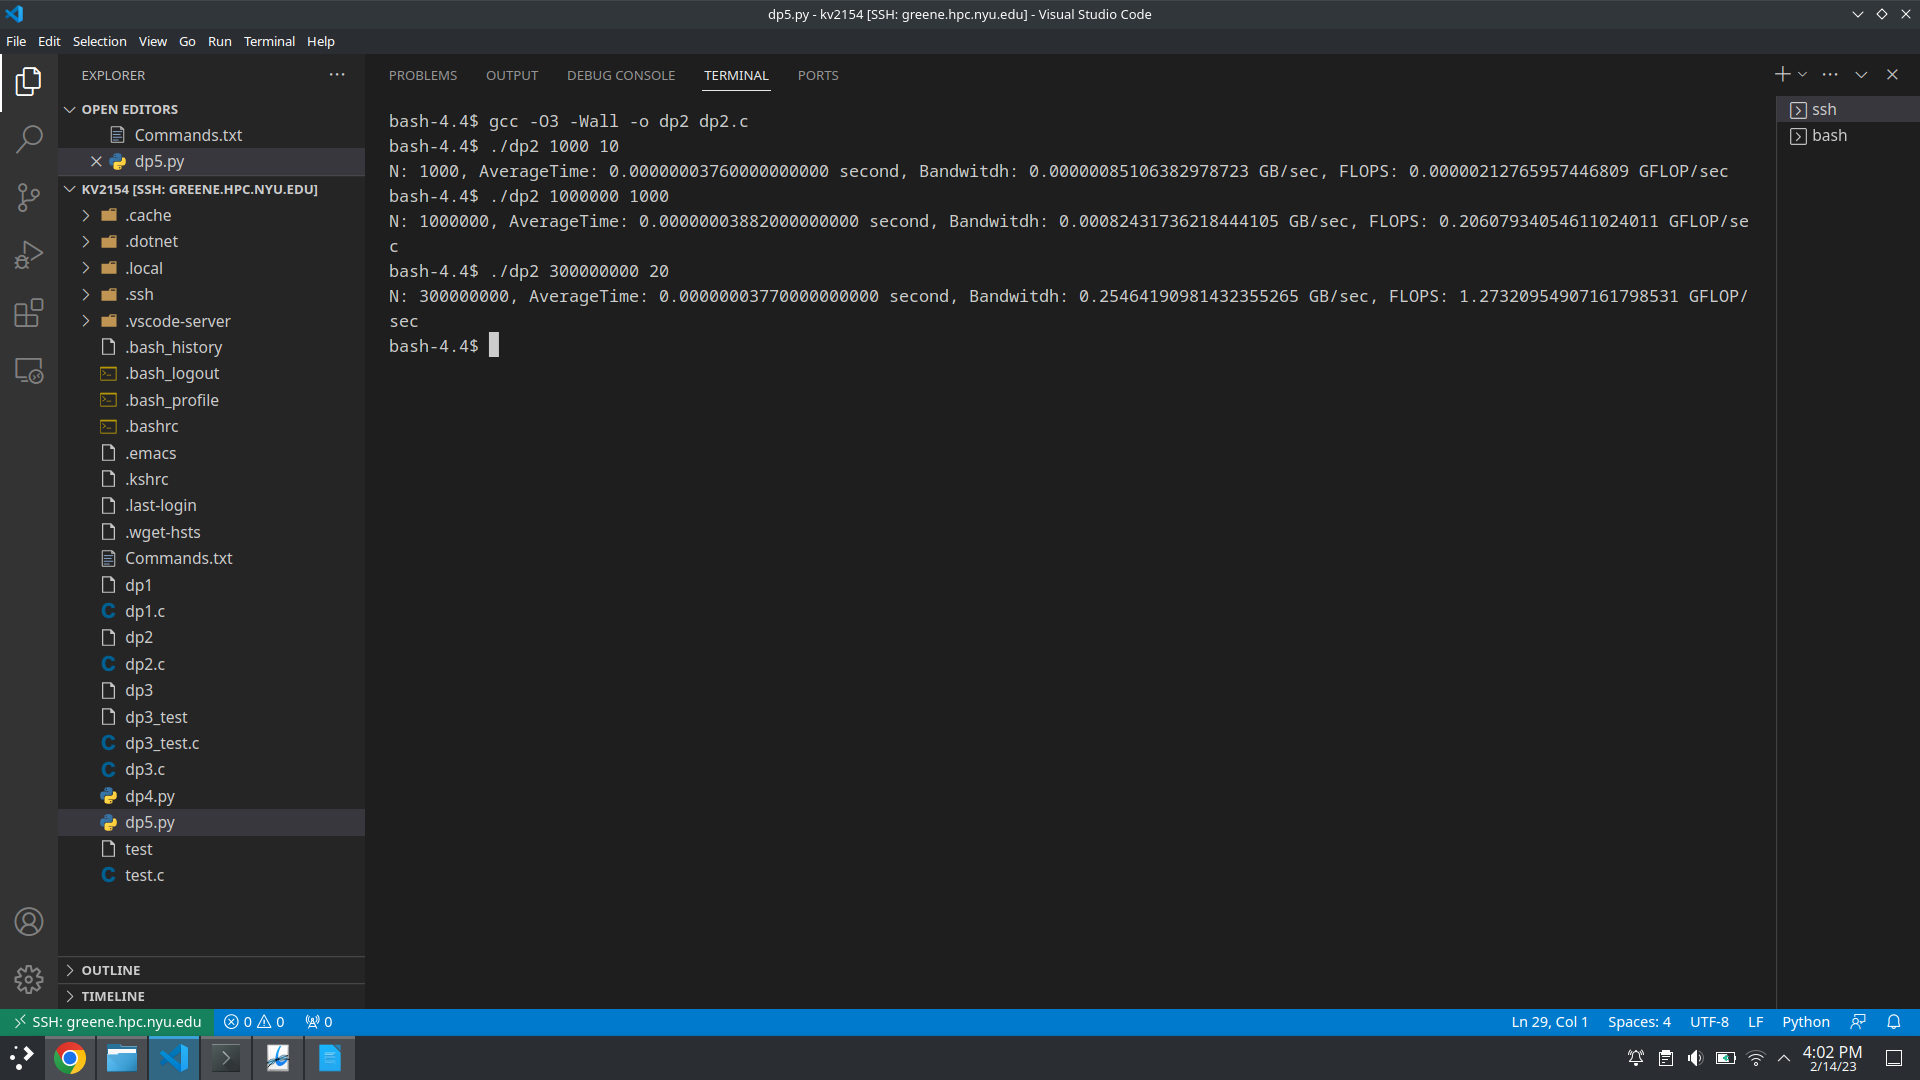 dp5.py - kv2154 [SSH: greene.hpc.nyu.edu] - Visual Studio Code
File Edit Selection View Go Run Terminal Help
EXPLORER
OPEN EDITORS
Commands.txt
dp5.py
KV2154 [SSH: GREENE.HPC.NYU.EDU]
.cache
.dotnet
.local
.ssh
.vscode-server
.bash_history
.bash_logout
.bash_profile
.bashrc
.emacs
.kshrc
.last-login
.wget-hsts
Commands.txt
dp1
dp1.c
dp2
dp2.c
dp3
dp3_test
dp3_test.c
dp3.c
dp4.py
dp5.py
test
test.c
OUTLINE
TIMELINE
PROBLEMS OUTPUT DEBUG CONSOLE TERMINAL PORTS
bash-4.4$ gcc -O3 -Wall -o dp2 dp2.c
bash-4.4$ ./dp2 1000 10
N: 1000, AverageTime: 0.00000003760000000000 second, Bandwitdh: 0.00000085106382978723 GB/sec, FLOPS: 0.00000212765957446809 GFLOP/sec
bash-4.4$ ./dp2 1000000 1000
N: 1000000, AverageTime: 0.00000003882000000000 second, Bandwitdh: 0.00082431736218444105 GB/sec, FLOPS: 0.20607934054611024011 GFLOP/se
c
bash-4.4$ ./dp2 300000000 20
N: 300000000, AverageTime: 0.00000003770000000000 second, Bandwitdh: 0.25464190981432355265 GB/sec, FLOPS: 1.27320954907161798531 GFLOP/
sec
bash-4.4$
ssh
bash
SSH: greene.hpc.nyu.edu 0 0 0
Ln 29, Col 1 Spaces: 4 UTF-8 LF Python
4:02 PM
2/14/23